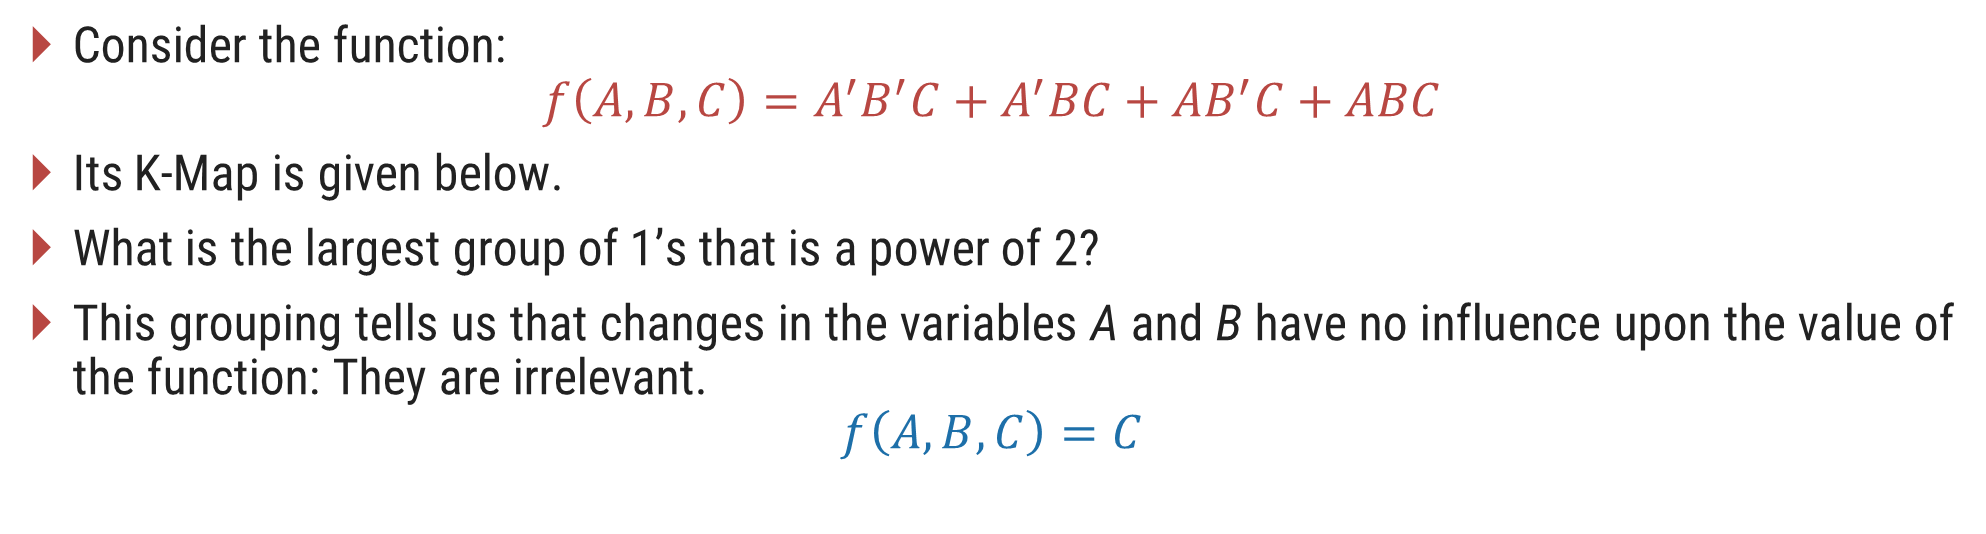 Consider the function:
f(A, B, C) = A′B′C + A′BC + AB′C + ABC
Its K-Map is given below.
What is the largest group of 1’s that is a power of 2?
This grouping tells us that changes in the variables A and B have no influence upon the value of
the function: They are irrelevant.
f(A, B, C) = C